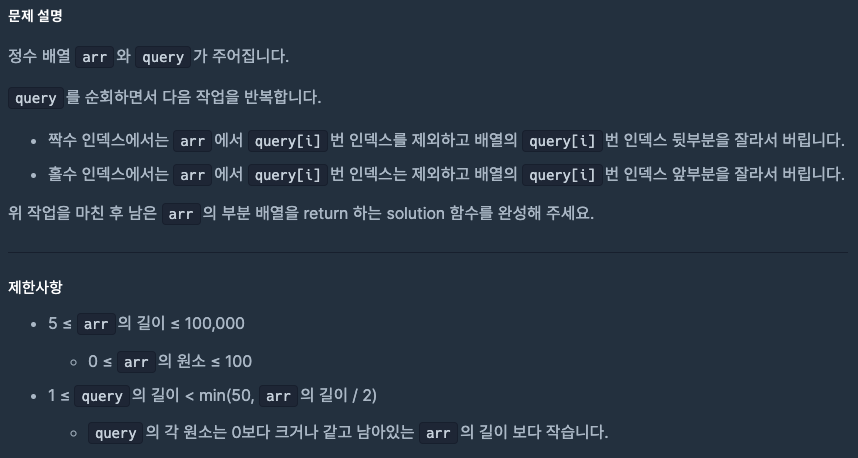 문제 설명
정수 배열 arr 와 query 가 주어집니다.
query 를 순회하면서 다음 작업을 반복합니다.
• 짝수 인덱스에서는 arr 에서 query[i] 번 인덱스를 제외하고 배열의 query[i] 번 인덱스 뒷부분을 잘라서 버립니다.
• 홀수 인덱스에서는 arr 에서 query[i] 번 인덱스는 제외하고 배열의 query[i] 번 인덱스 앞부분을 잘라서 버립니다.
위 작업을 마친 후 남은 arr 의 부분 배열을 return 하는 solution 함수를 완성해 주세요.
제한사항
• 5 ≤ arr 의 길이 ≤ 100,000
◦ 0 ≤ arr 의 원소 ≤ 100
• 1 ≤ query 의 길이 < min(50, arr 의 길이 / 2)
◦ query 의 각 원소는 0보다 크거나 같고 남아있는 arr 의 길이 보다 작습니다.